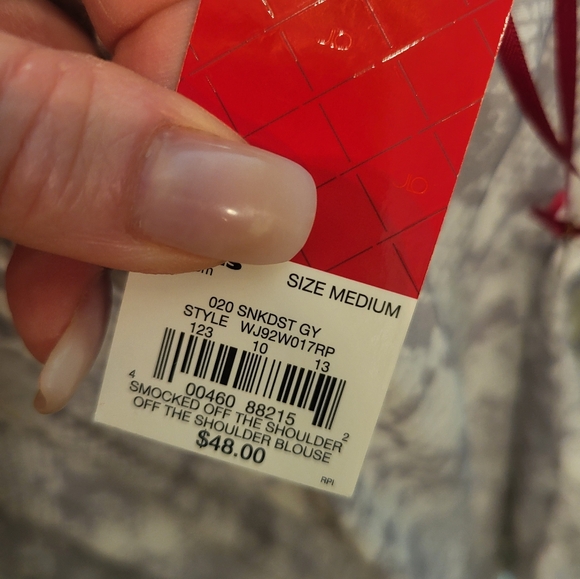 SIZE MEDIUM
020 SNKDST GY
STYLE WJ92W017RP
123 10 13
4 00460 88215 2
SMOCKED OFF THE SHOULDER
OFF THE SHOULDER BLOUSE
$48.00
RPI